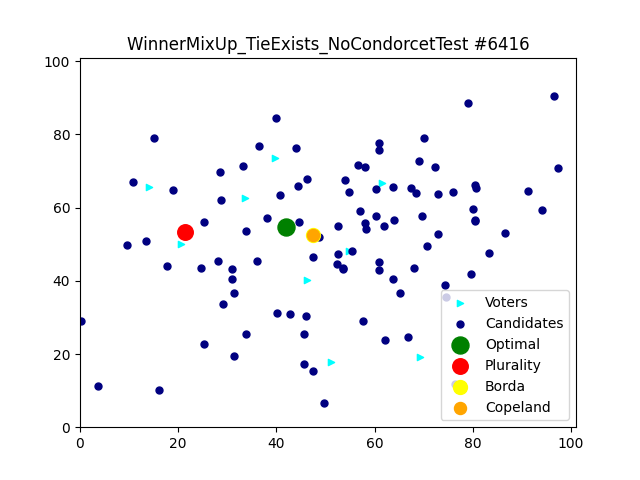 WinnerMixUp_TieExists_NoCondorcetTest #6416
100
80
60
40
20
0
0
20
40
60
80
100
Voters
Candidates
Optimal
Plurality
Borda
Copeland